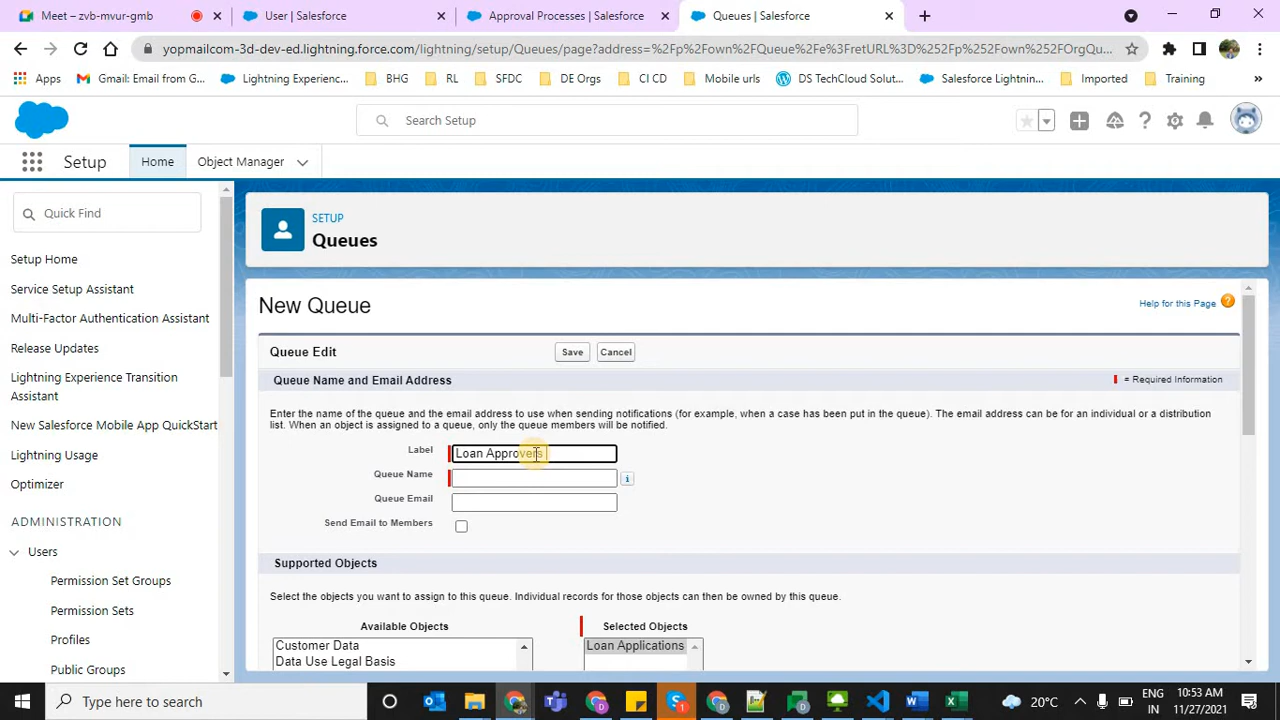 Meet – zvb-mvur-gmb
User | Salesforce
Approval Processes | Salesforce
Queues | Salesforce
yopmailcom-3d-dev-ed.lightning.force.com/lightning/setup/Queues/page?address=%2Fp%2Fown%2FQueue%2Fe%3FretURL%3D%252Fp%252Fown%252FOrgQu...
Apps
Gmail: Email from G...
Lightning Experienc...
BHG
RL
SFDC
DE Orgs
CI CD
Mobile urls
DS TechCloud Solut...
Salesforce Lightnin...
Imported
Training
»
Search Setup
Setup
Home
Object Manager
Quick Find
Setup Home
Service Setup Assistant
Multi-Factor Authentication Assistant
Release Updates
Lightning Experience Transition
Assistant
New Salesforce Mobile App QuickStart
Lightning Usage
Optimizer
ADMINISTRATION
Users
Permission Set Groups
Permission Sets
Profiles
Public Groups
SETUP
Queues
New Queue
Help for this Page
Queue Edit
Save
Cancel
Queue Name and Email Address
= Required Information
Enter the name of the queue and the email address to use when sending notifications (for example, when a case has been put in the queue). The email address can be for an individual or a distribution
list. When an object is assigned to a queue, only the queue members will be notified.
Label
Loan Approvers
Queue Name
i
Queue Email
Send Email to Members
Supported Objects
Select the objects you want to assign to this queue. Individual records for those objects can then be owned by this queue.
Available Objects
Selected Objects
Customer Data
Data Use Legal Basis
Loan Applications
Type here to search
20°C
ENG
IN
10:53 AM
11/27/2021